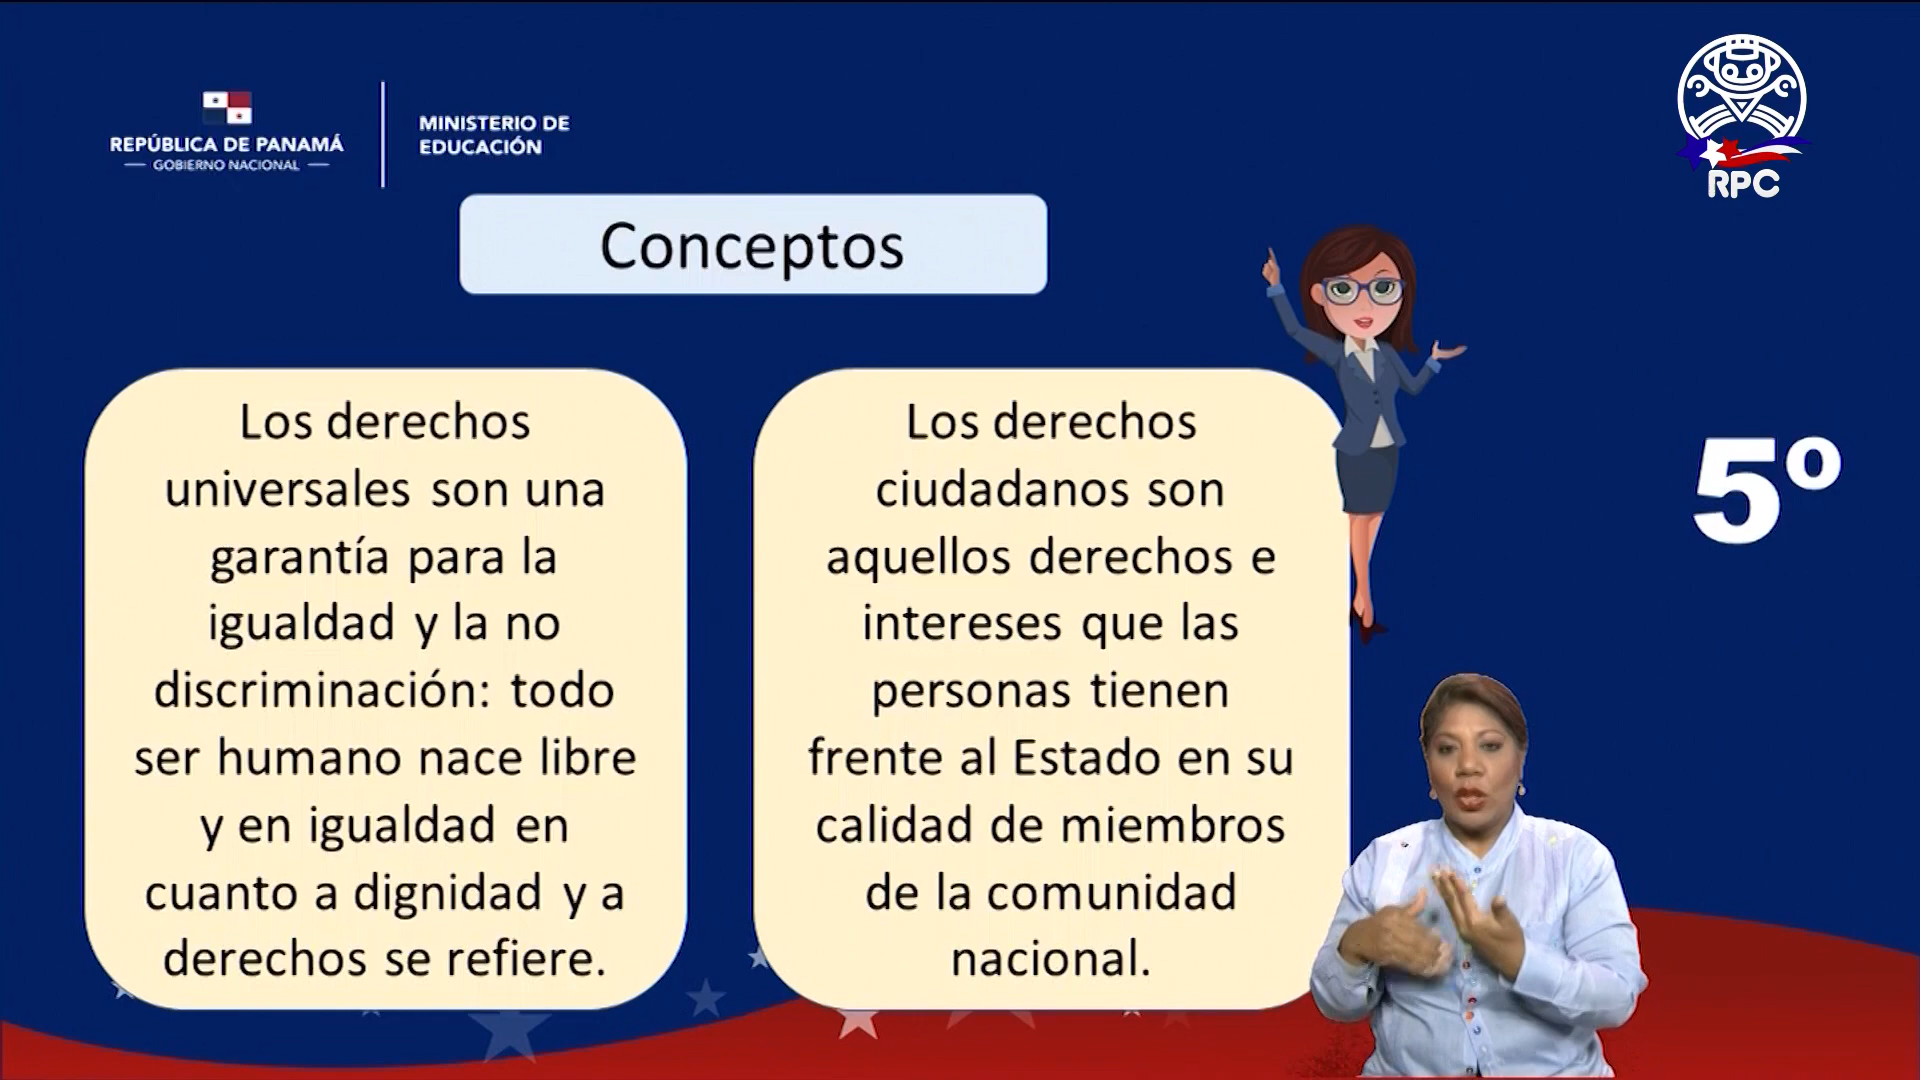 REPÚBLICA DE PANAMÁ
GOBIERNO NACIONAL
MINISTERIO DE
EDUCACIÓN
RPC
Conceptos
Los derechos
universales son una
garantía para la
igualdad y la no
discriminación: todo
ser humano nace libre
y en igualdad en
cuanto a dignidad y a
derechos se refiere.
Los derechos
ciudadanos son
aquellos derechos e
intereses que las
personas tienen
frente al Estado en su
calidad de miembros
de la comunidad
nacional.
5º